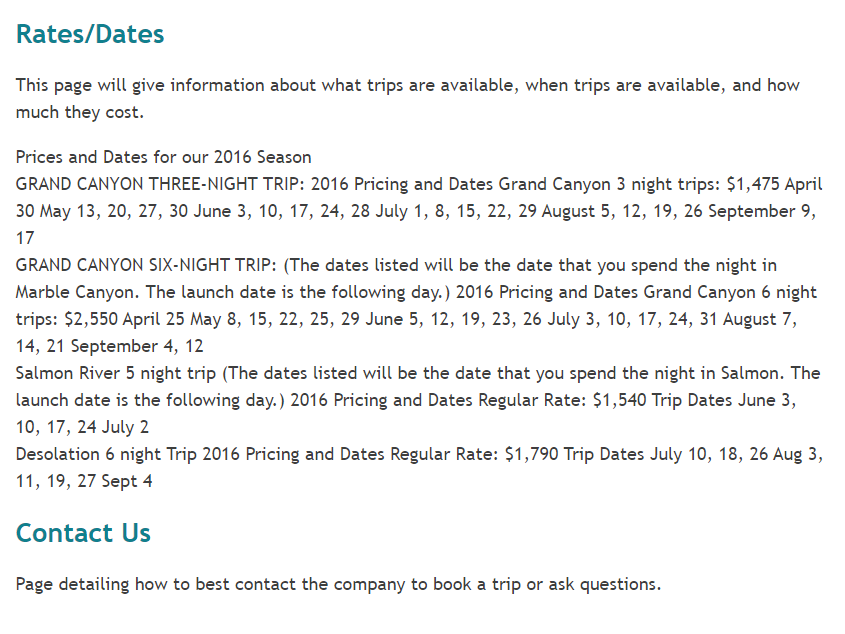 Rates/Dates
This page will give information about what trips are available, when trips are available, and how
much they cost.
Prices and Dates for our 2016 Season
GRAND CANYON THREE-NIGHT TRIP: 2016 Pricing and Dates Grand Canyon 3 night trips: $1,475 April
30 May 13, 20, 27, 30 June 3, 10, 17, 24, 28 July 1, 8, 15, 22, 29 August 5, 12, 19, 26 September 9,
17
GRAND CANYON SIX-NIGHT TRIP: (The dates listed will be the date that you spend the night in
Marble Canyon. The launch date is the following day.) 2016 Pricing and Dates Grand Canyon 6 night
trips: $2,550 April 25 May 8, 15, 22, 25, 29 June 5, 12, 19, 23, 26 July 3, 10, 17, 24, 31 August 7,
14, 21 September 4, 12
Salmon River 5 night trip (The dates listed will be the date that you spend the night in Salmon. The
launch date is the following day.) 2016 Pricing and Dates Regular Rate: $1,540 Trip Dates June 3,
10, 17, 24 July 2
Desolation 6 night Trip 2016 Pricing and Dates Regular Rate: $1,790 Trip Dates July 10, 18, 26 Aug 3,
11, 19, 27 Sept 4
Contact Us
Page detailing how to best contact the company to book a trip or ask questions.